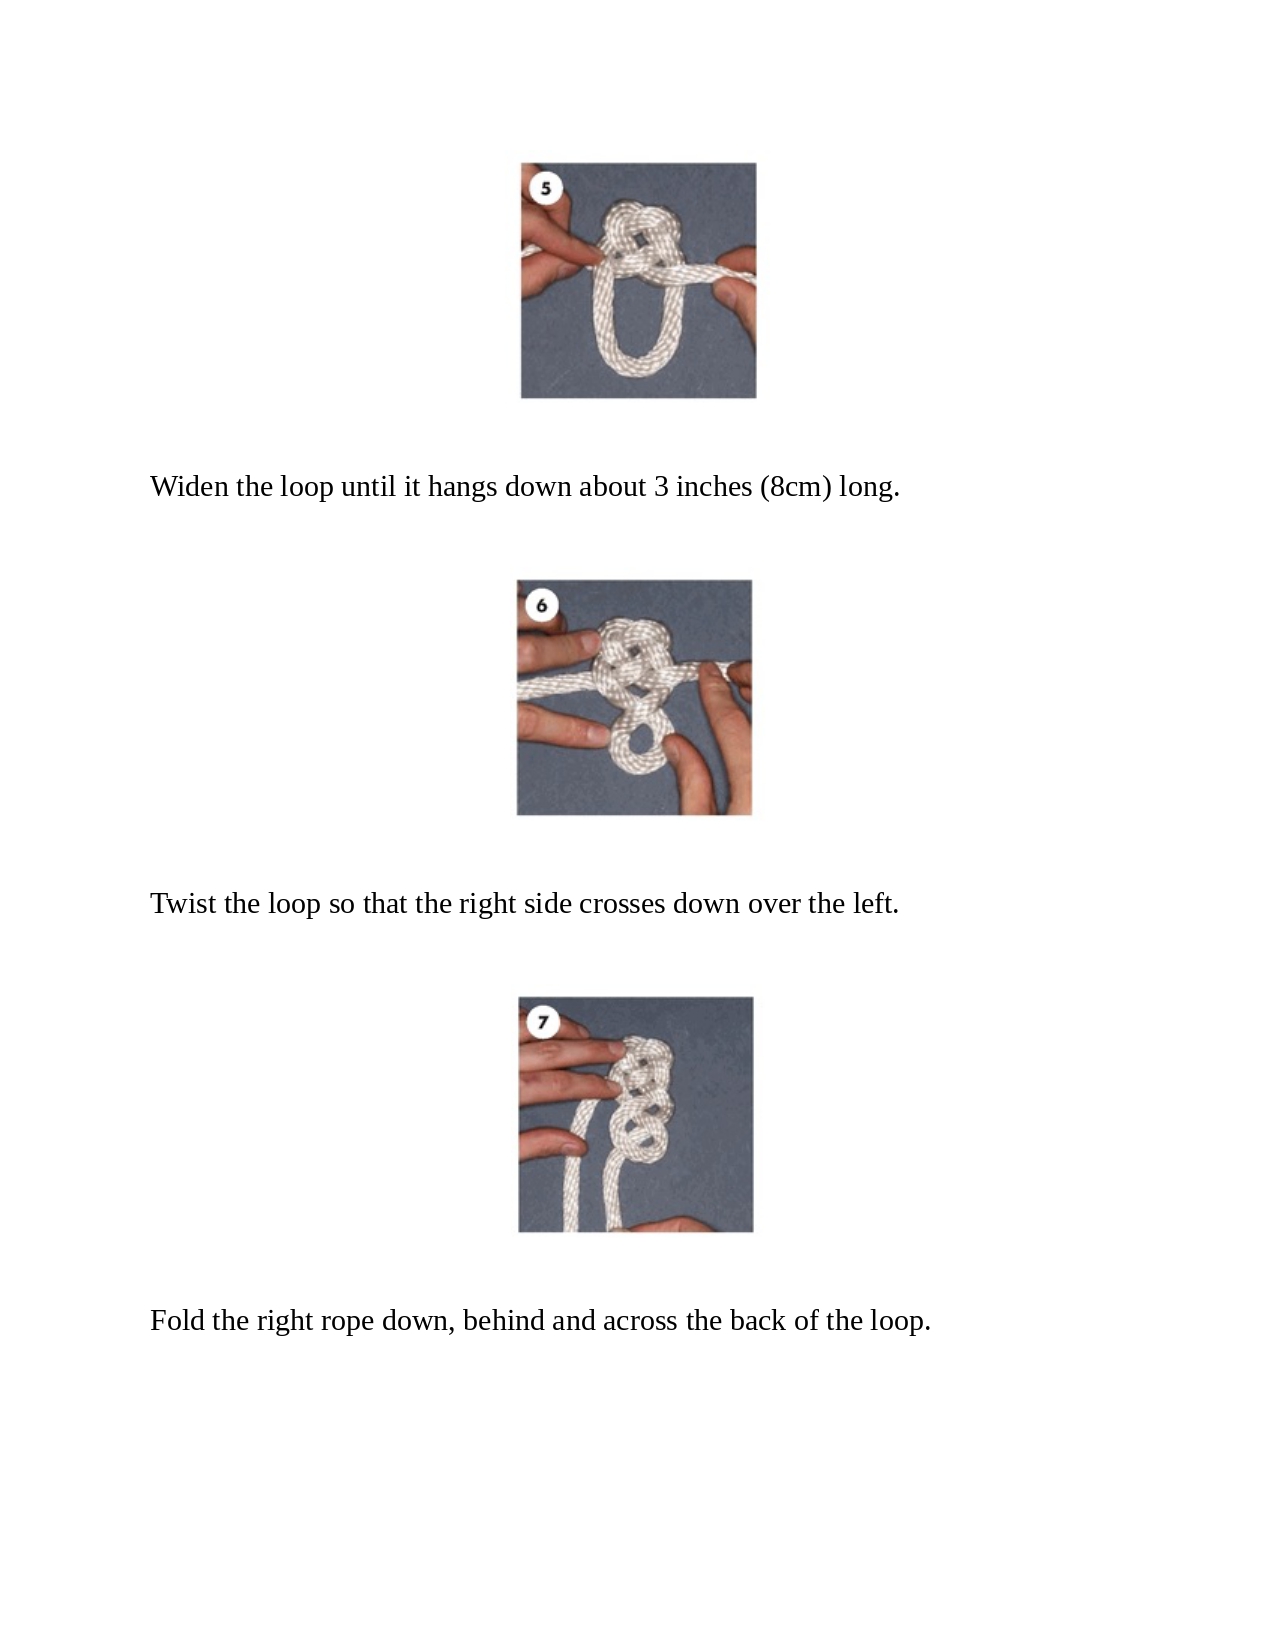 5
Widen the loop until it hangs down about 3 inches (8cm) long.
6
Twist the loop so that the right side crosses down over the left.
7
Fold the right rope down, behind and across the back of the loop.